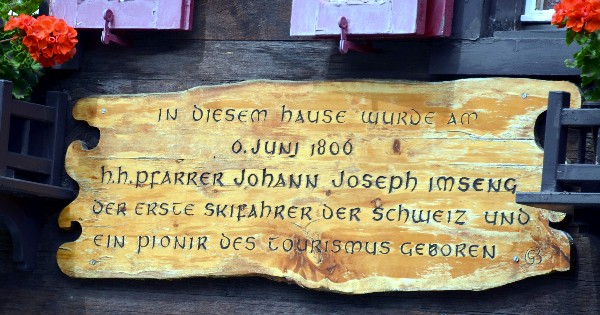 IN DIESEM HAUSE WURDE AM
6. JUNI 1806
H.H. PFARRER JOHANN JOSEPH IMSENG
DER ERSTE SKIFAHRER DER SCHWEIZ UND
EIN PIONIR DES TOURISMUS GEBOREN